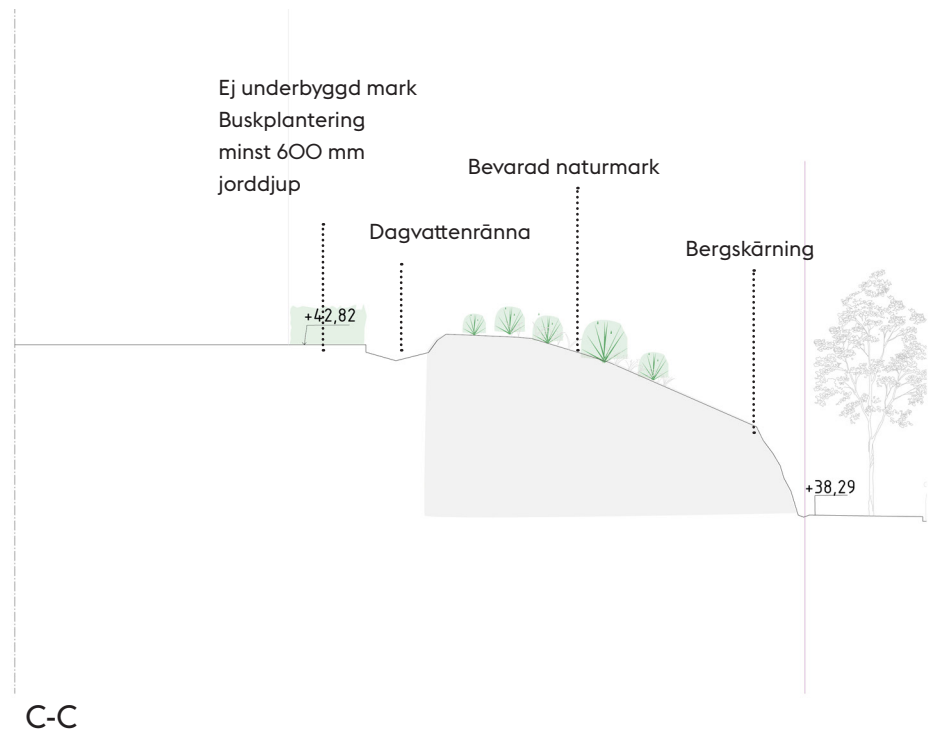 Ej underbyggd mark
Buskplantering
minst 600 mm
jorddjup
Bevarad naturmark
Dagvattenränna
Bergskärning
+42,82
+38,29
C-C